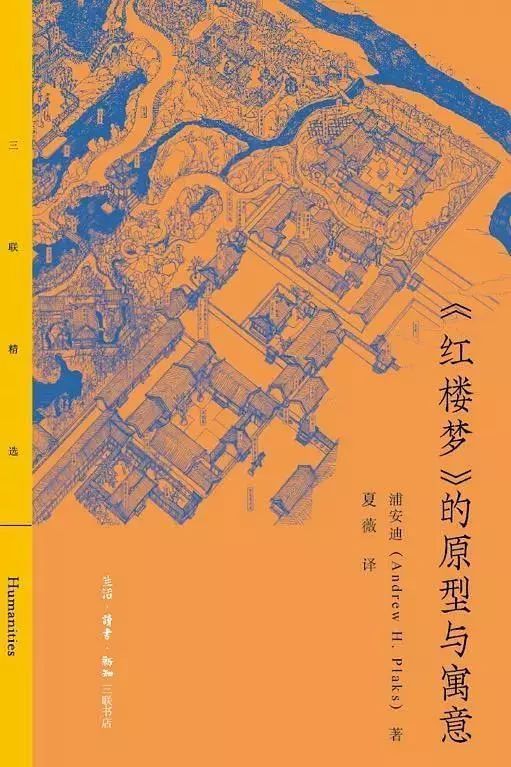 三联精选
Humanities
《红楼梦》的原型与寓意
浦安迪 (Andrew H. Plaks) 著
夏薇 译
生活·讀書·新知
三联书店